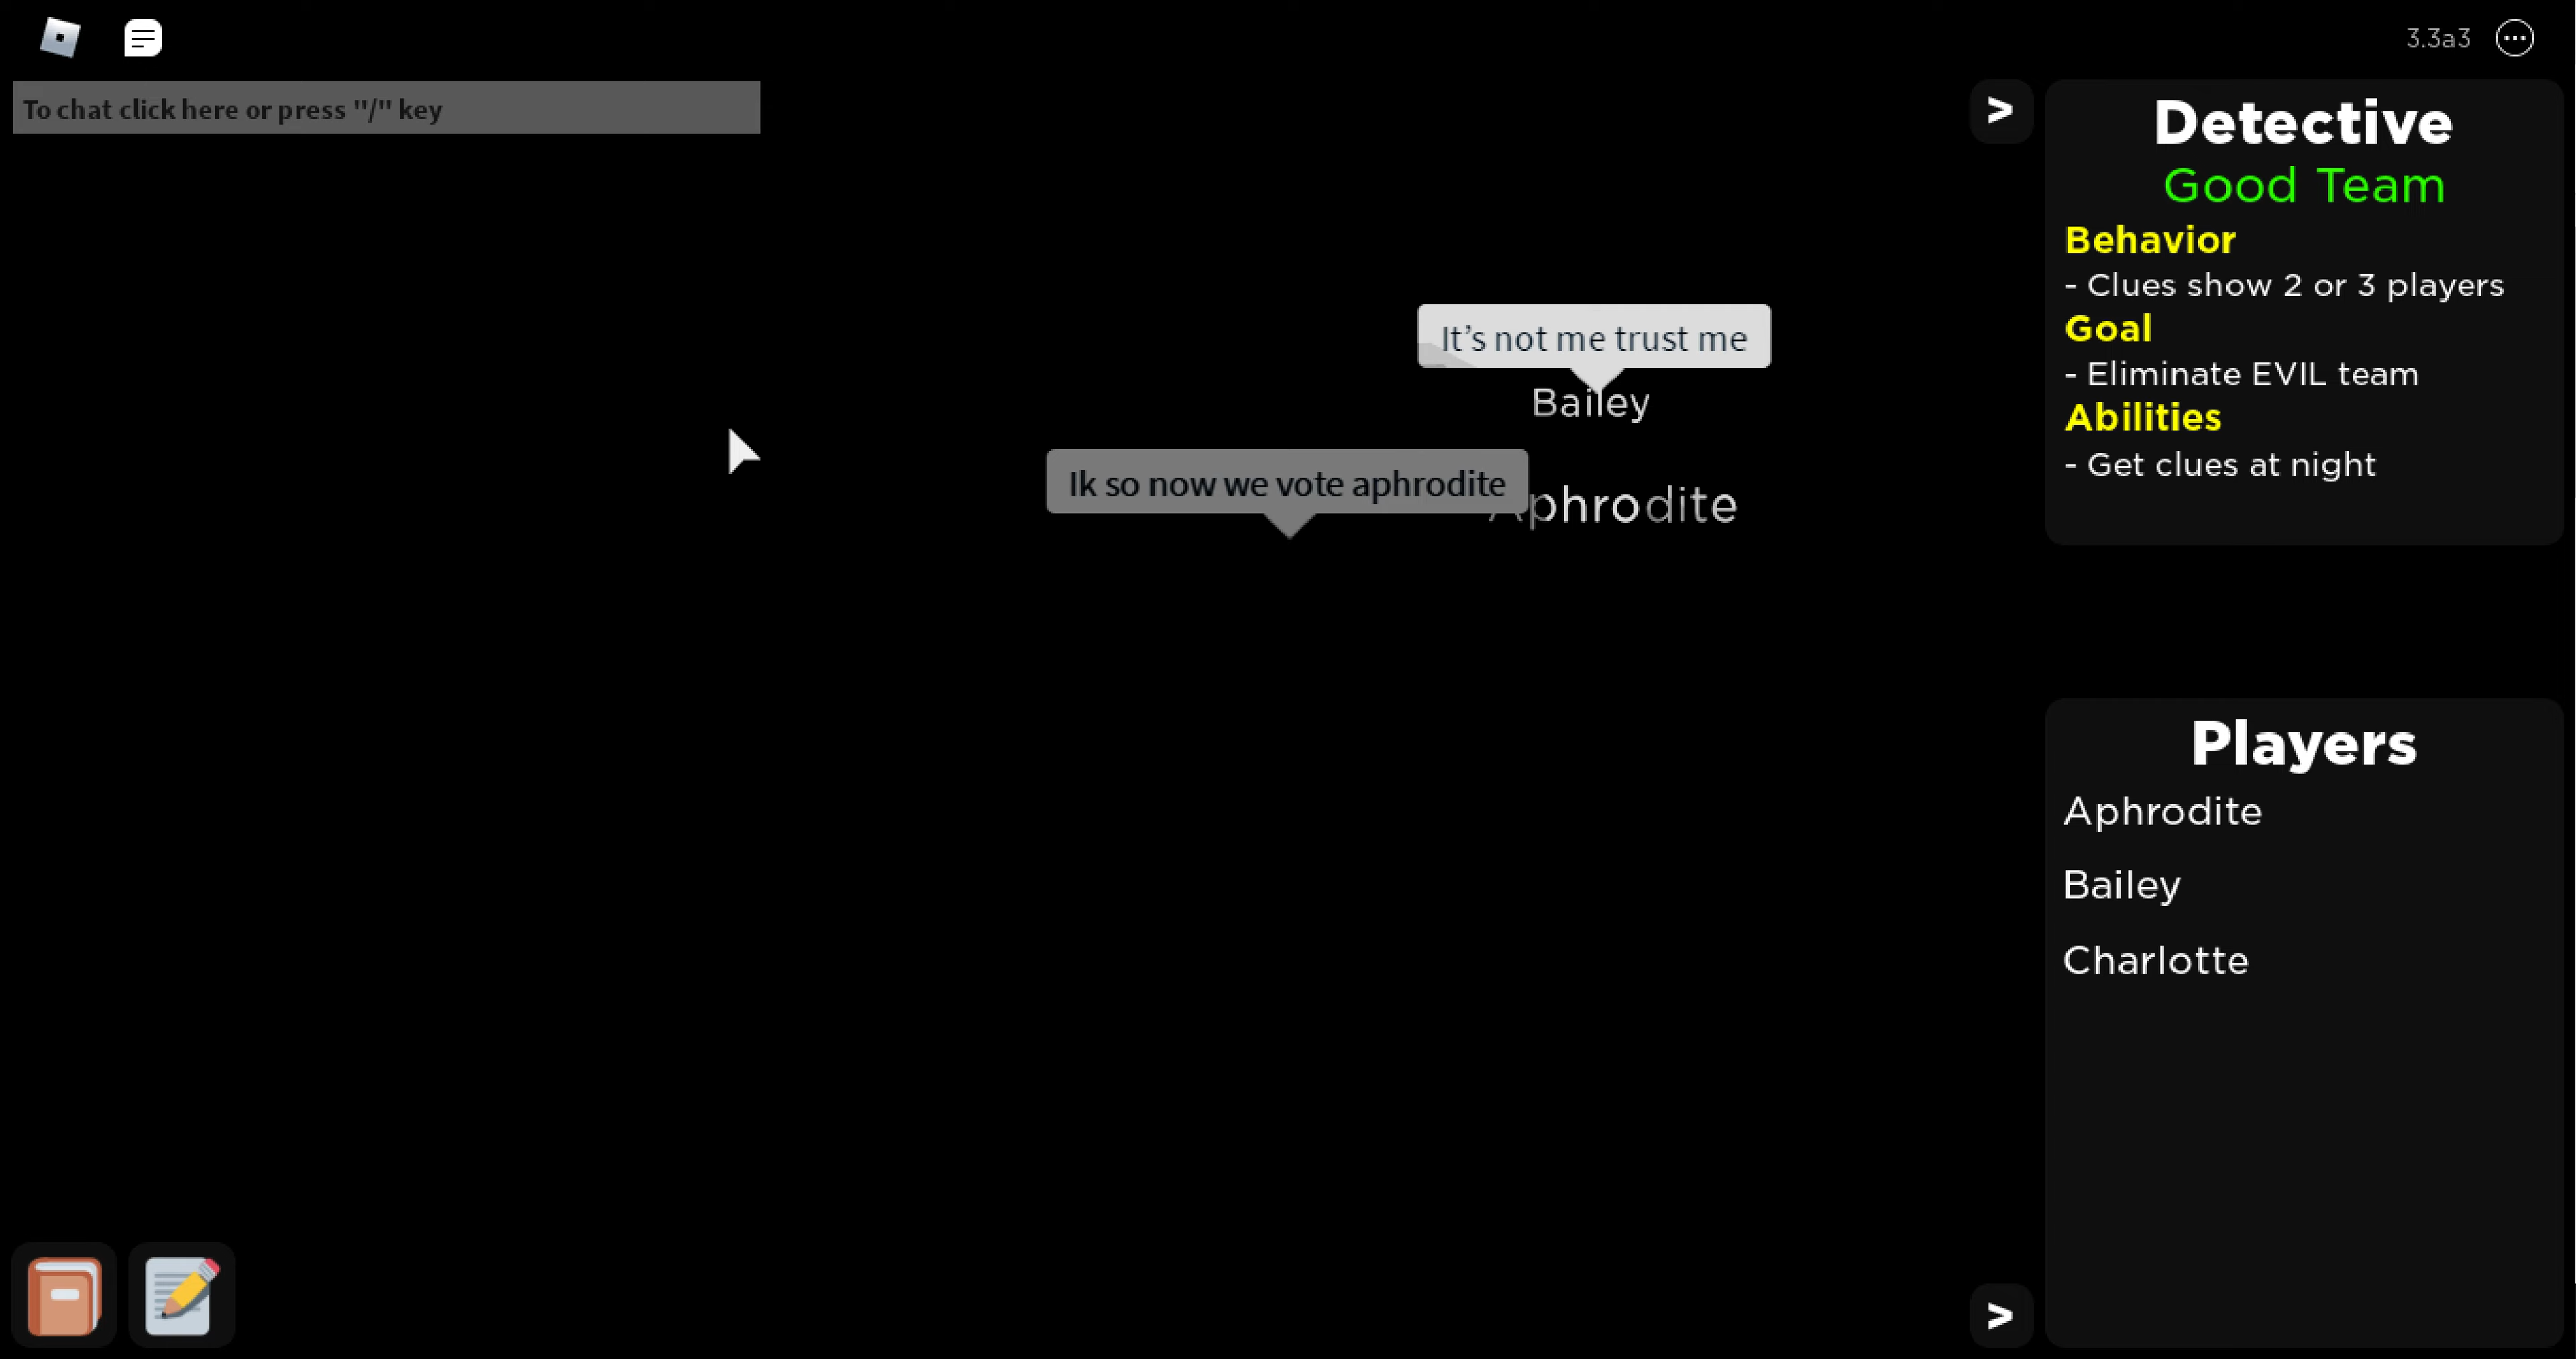 3.3a3
To chat click here or press "/" key
>
Detective
Good Team
Behavior
- Clues show 2 or 3 players
Goal
- Eliminate EVIL team
Abilities
- Get clues at night
It’s not me trust me
Bailey
Ik so now we vote aphrodite
Aphrodite
Players
Aphrodite
Bailey
Charlotte
>